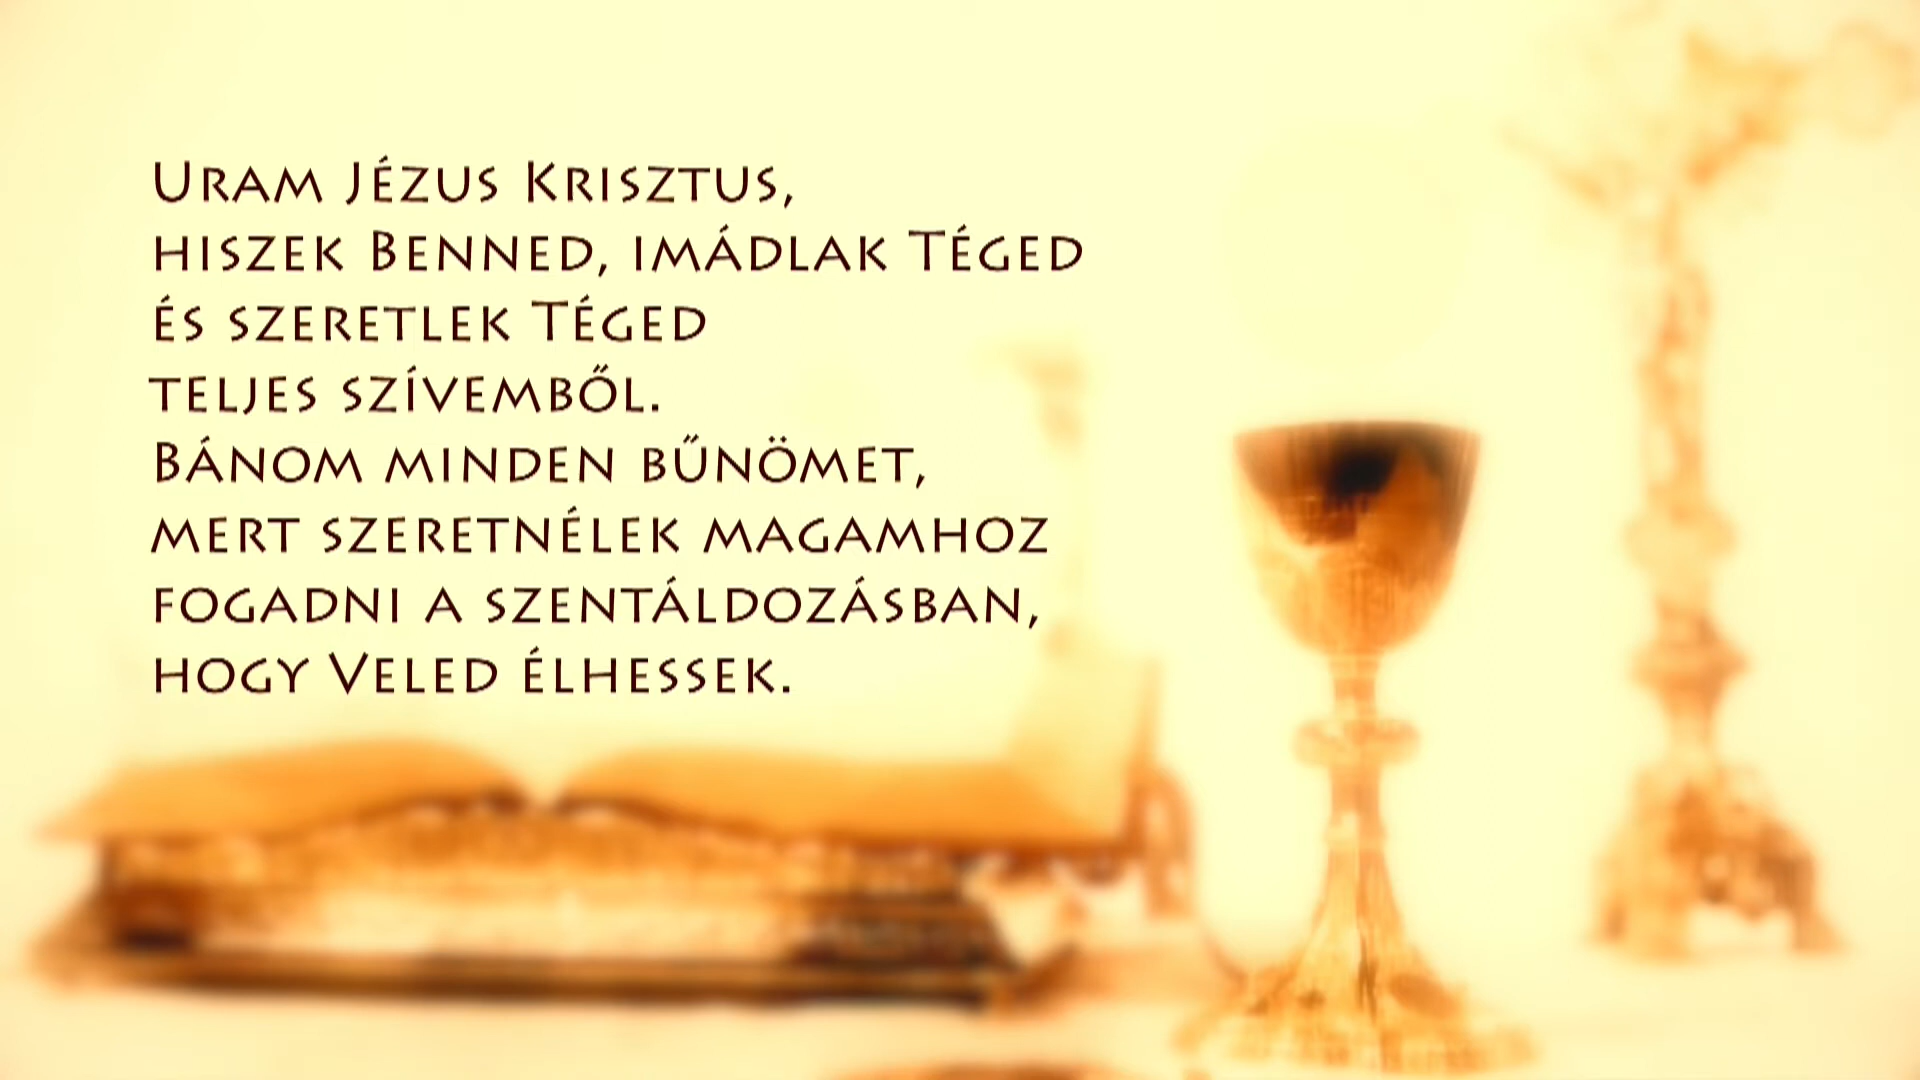 Uram Jézus Krisztus,
hiszek Benned, imádlak Téged
és szeretlek Téged
teljes szívemből.
Bánom minden bűnömet,
mert szeretnélek magamhoz
fogadni a szentáldozásban,
hogy Veled élhessek.